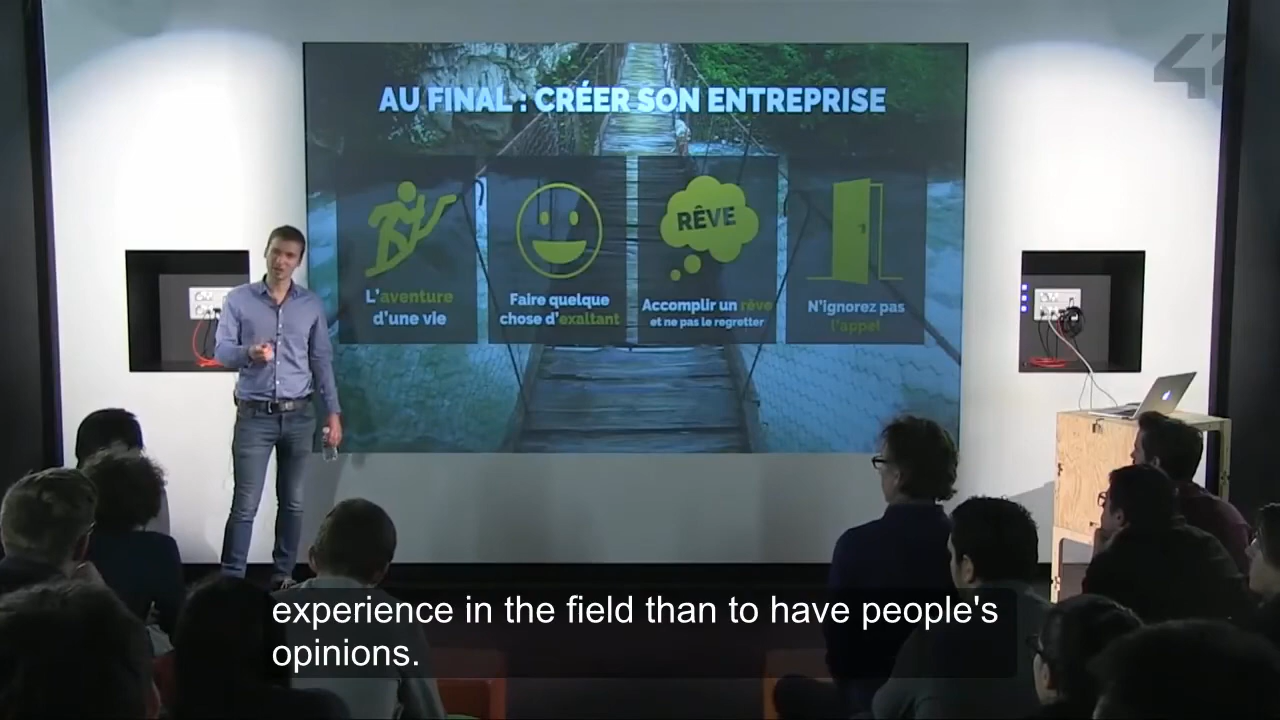 42
AU FINAL : CRÉER SON ENTREPRISE
RÊVE
L'aventure
d'une vie
Faire quelque
chose d'exaltant
Accomplir un rêve
et ne pas le regretter
N'ignorez pas
l'appel
experience in the field than to have people's
opinions.